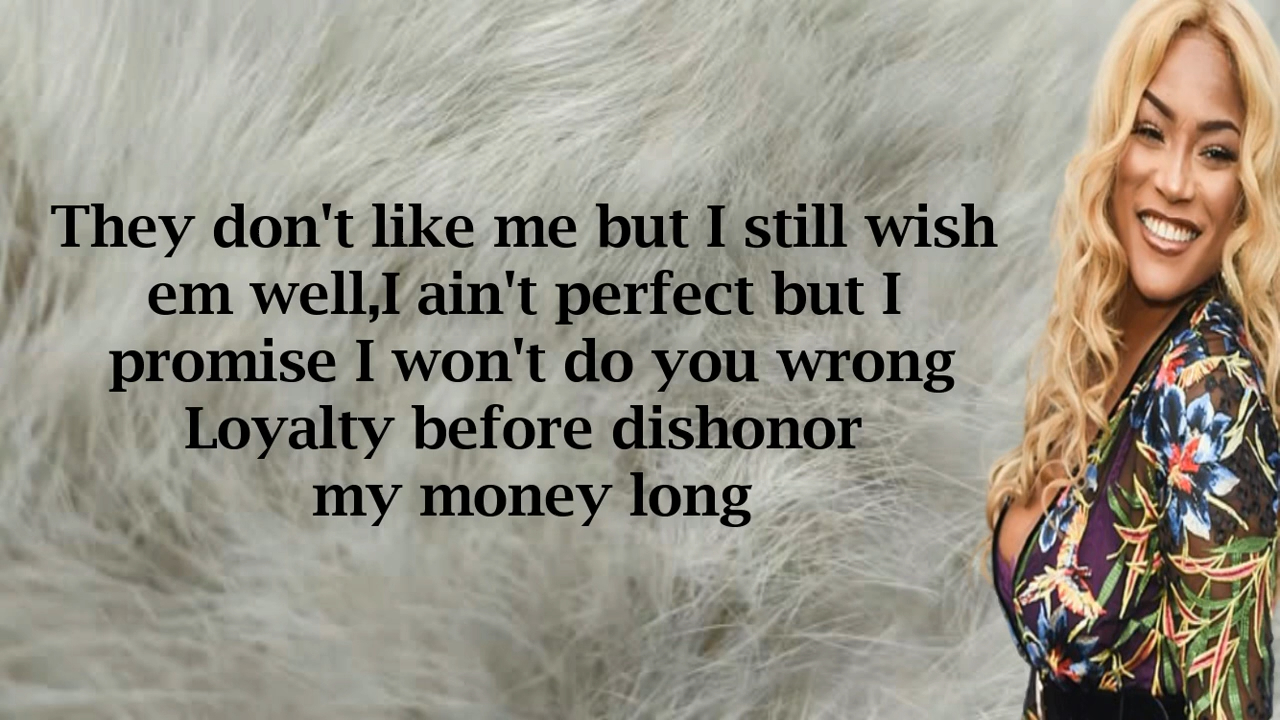 They don't like me but I still wish
em well,I ain't perfect but I
promise I won't do you wrong
Loyalty before dishonor
my money long